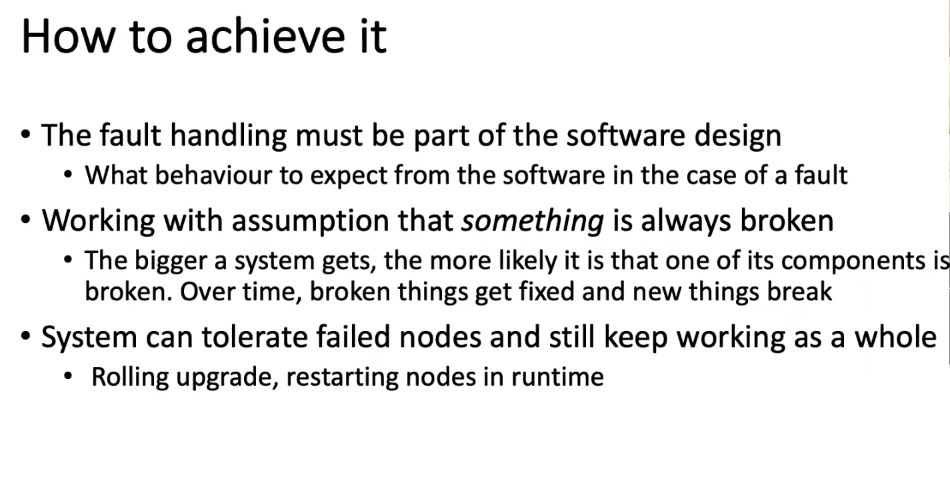 How to achieve it
• The fault handling must be part of the software design
• What behaviour to expect from the software in the case of a fault
• Working with assumption that something is always broken
• The bigger a system gets, the more likely it is that one of its components is
broken. Over time, broken things get fixed and new things break
• System can tolerate failed nodes and still keep working as a whole
• Rolling upgrade, restarting nodes in runtime